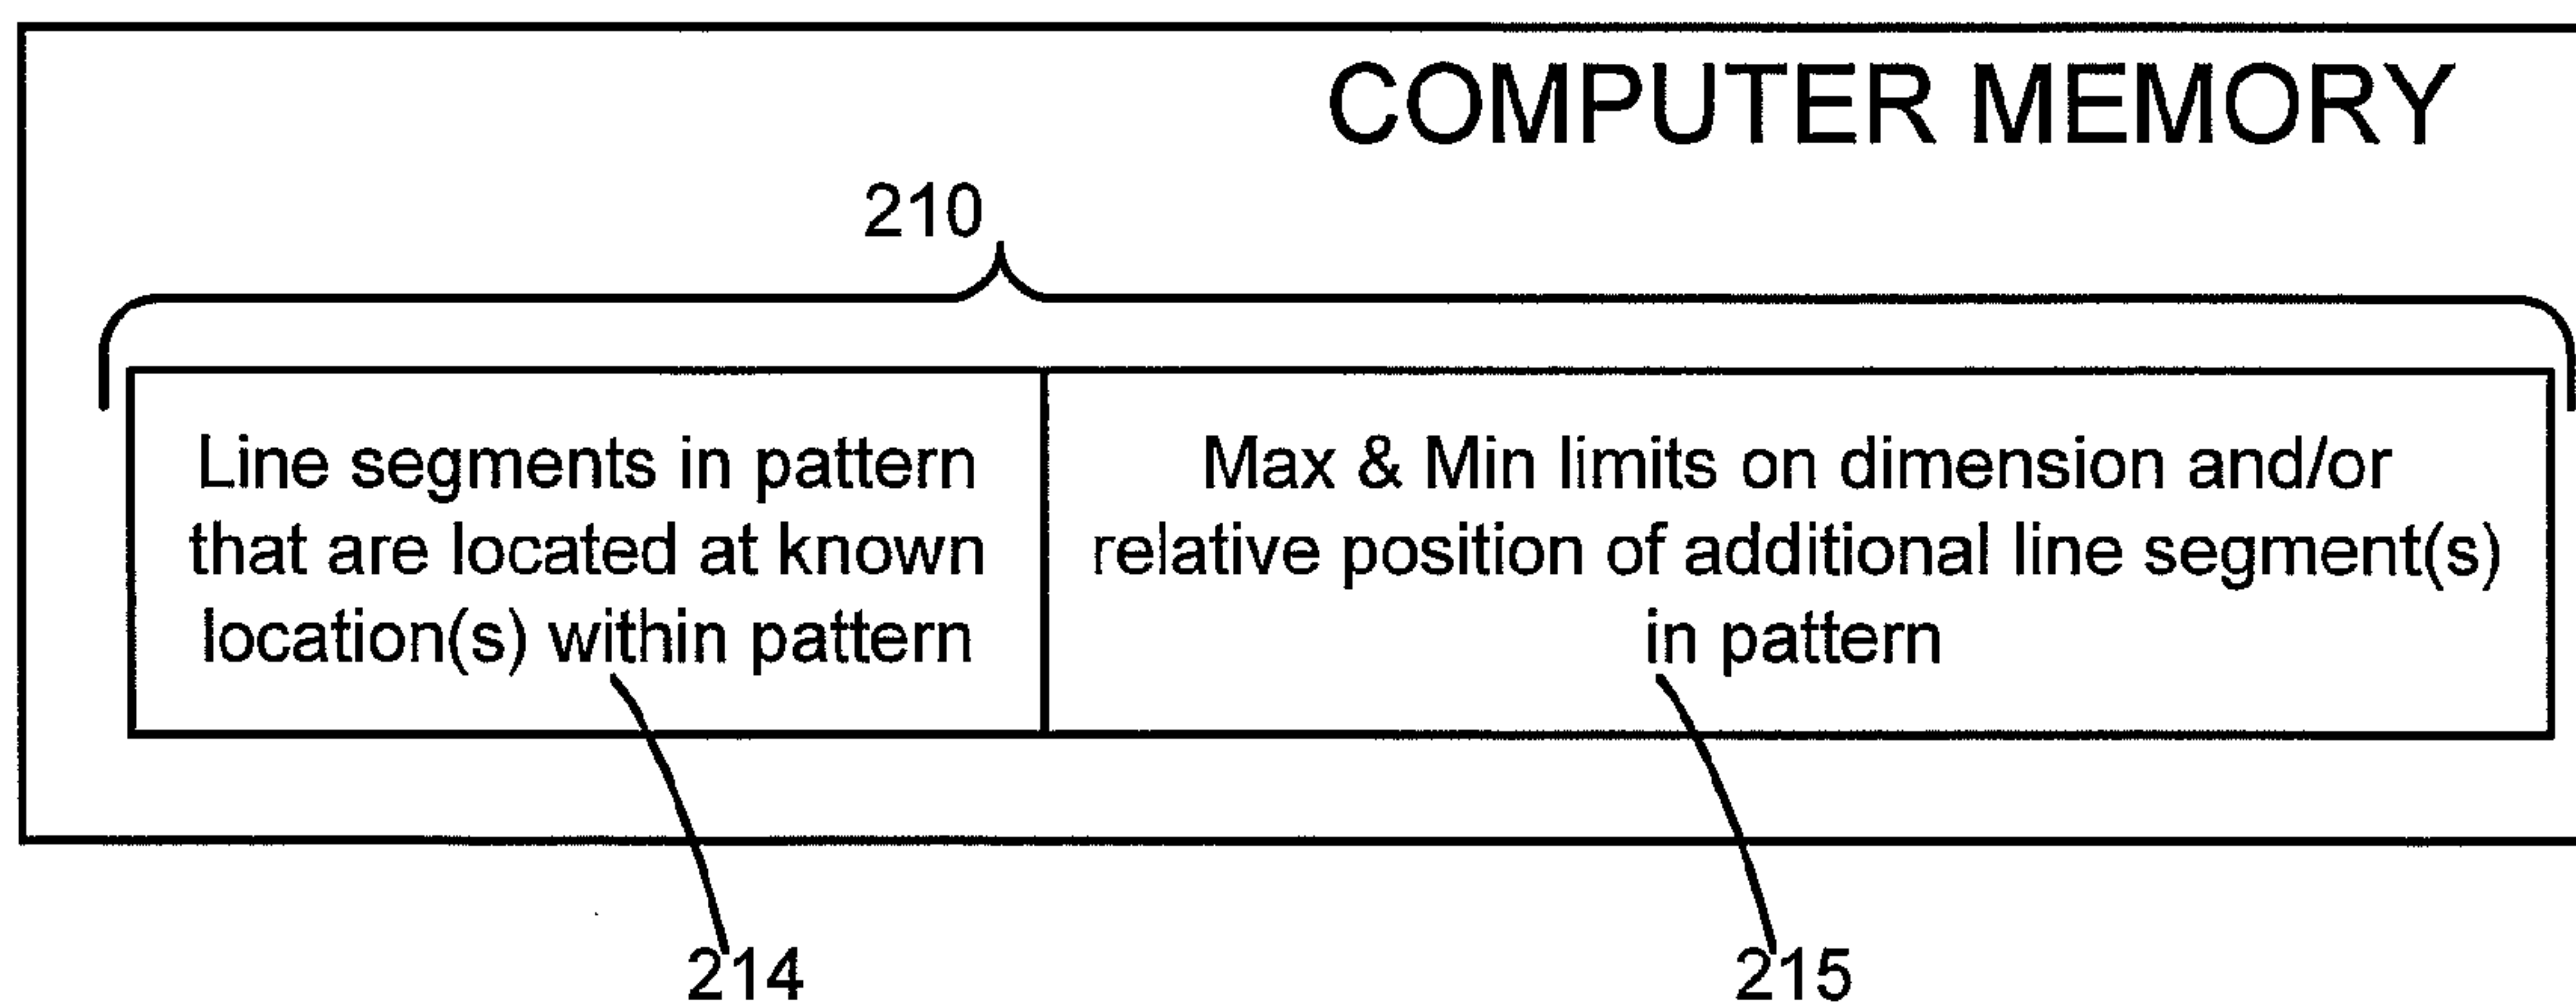 COMPUTER MEMORY
210
Line segments in pattern
that are located at known
location(s) within pattern
Max & Min limits on dimension and/or
relative position of additional line segment(s)
in pattern
214
215